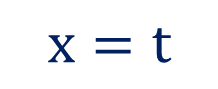 x = t